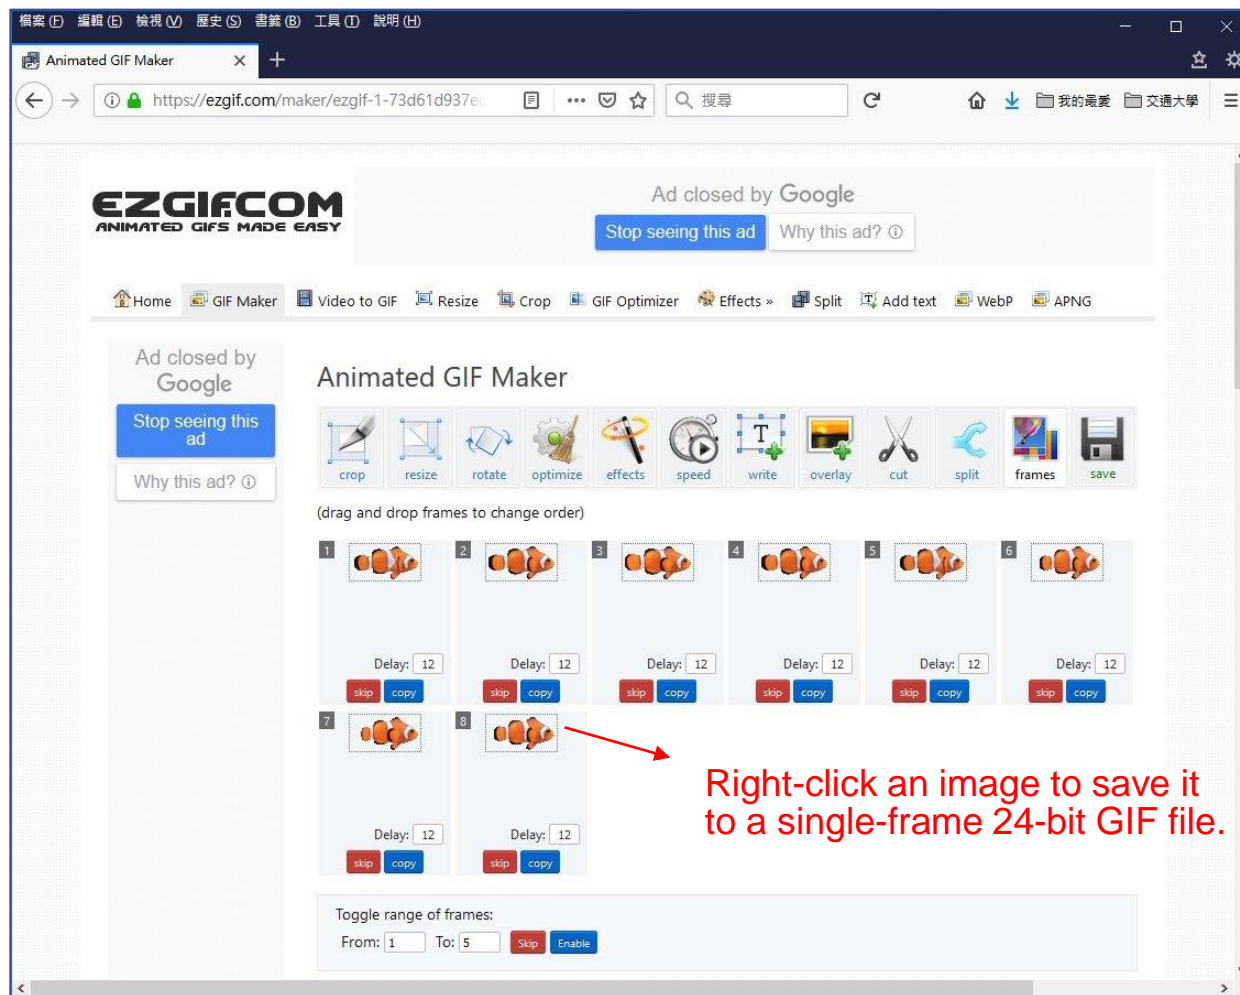 檔案(F) 編輯(E) 檢視(V) 歷史(S) 書籤(B) 工具(T) 說明(H)
Animated GIF Maker
https://ezgif.com/maker/ezgif-1-73d61d937e
搜尋
我的最愛 交通大學
EZGIF.COM
ANIMATED GIFS MADE EASY
Ad closed by Google
Stop seeing this ad Why this ad?
Home GIF Maker Video to GIF Resize Crop GIF Optimizer Effects » Split Add text WebP APNG
Ad closed by
Google
Stop seeing this
ad
Why this ad?
Animated GIF Maker
crop resize rotate optimize effects speed write overlay cut split frames save
(drag and drop frames to change order)
1 2 3 4 5 6
Delay: 12 Delay: 12 Delay: 12 Delay: 12 Delay: 12 Delay: 12
skip copy skip copy skip copy skip copy skip copy skip copy
7 8
Right-click an image to save it
to a single-frame 24-bit GIF file.
Delay: 12 Delay: 12
skip copy skip copy
Toggle range of frames:
From: 1 To: 5 Skip Enable